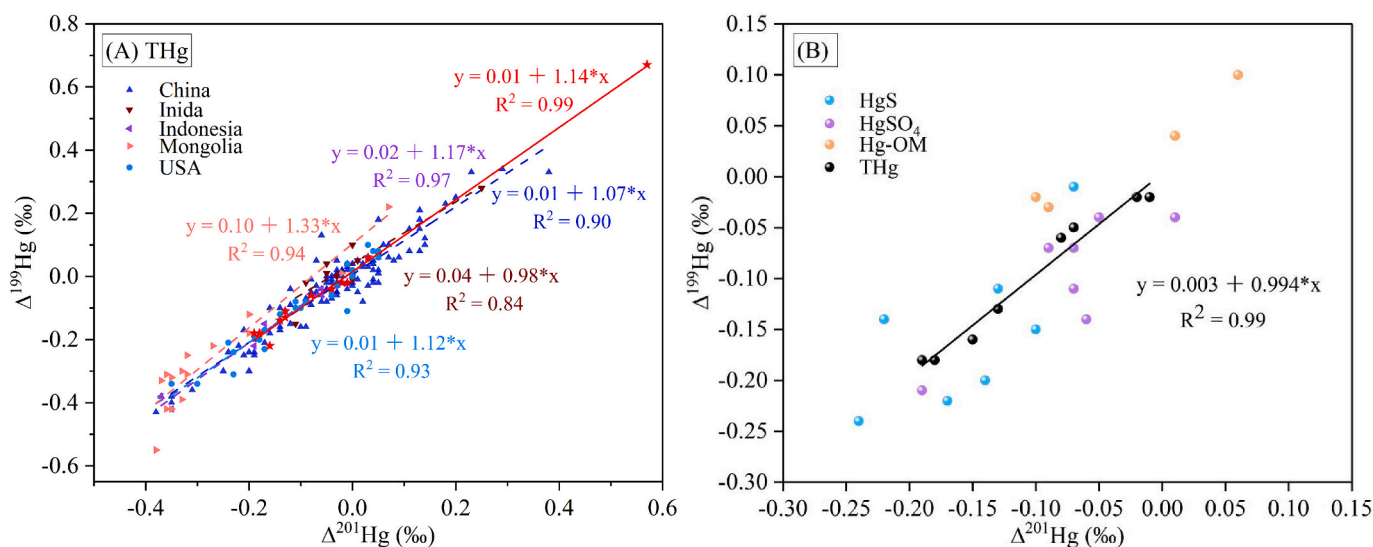 (A) THg
China
Inida
Indonesia
Mongolia
USA
y = 0.01 + 1.14*x
R² = 0.99
y = 0.02 + 1.17*x
R² = 0.97
y = 0.01 + 1.07*x
R² = 0.90
y = 0.10 + 1.33*x
R² = 0.94
y = 0.04 + 0.98*x
R² = 0.84
y = 0.01 + 1.12*x
R² = 0.93
0.8
0.6
0.4
0.2
0.0
-0.2
-0.4
-0.6
Δ¹⁹⁹Hg (‰)
-0.4
-0.2
0.0
0.2
0.4
0.6
Δ²⁰¹Hg (‰)
(B)
HgS
HgSO₄
Hg-OM
THg
y = 0.003 + 0.994*x
R² = 0.99
0.10
0.05
0.00
-0.05
-0.10
-0.15
-0.20
-0.25
-0.30
Δ¹⁹⁹Hg (‰)
-0.30
-0.25
-0.20
-0.15
-0.10
-0.05
0.00
0.05
0.10
0.15
Δ²⁰¹Hg (‰)